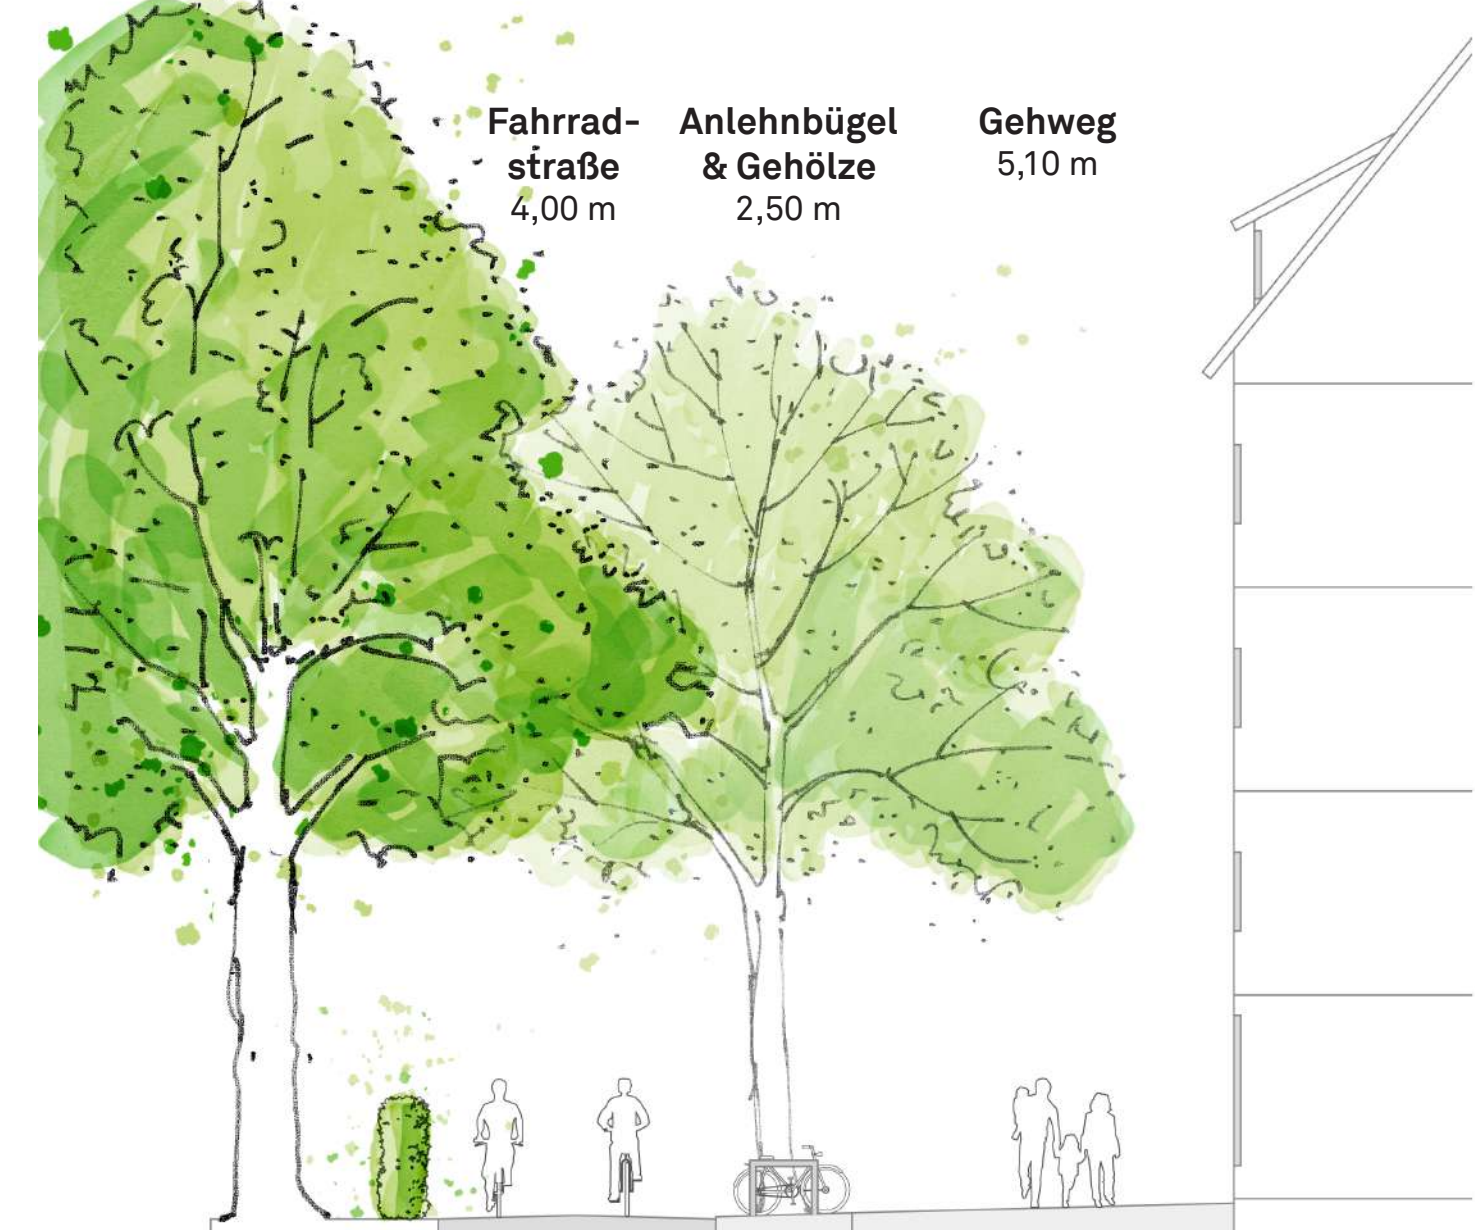 Fahrrad-
straße
4,00 m
Anlehnbügel
& Gehölze
2,50 m
Gehweg
5,10 m